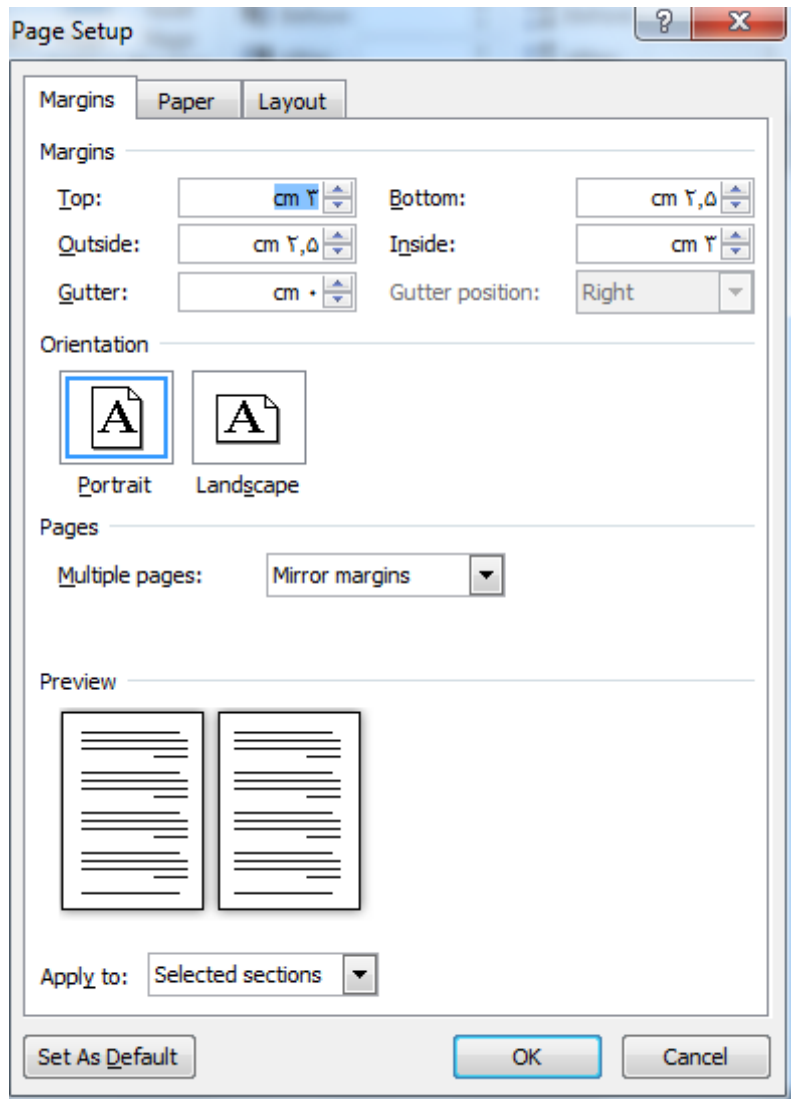 Page Setup
Margins Paper Layout
Margins
Top: cm ۳ Bottom: cm ۲,۵
Outside: cm ۲,۵ Inside: cm ۳
Gutter: cm ۰ Gutter position: Right
Orientation
A A
Portrait Landscape
Pages
Multiple pages: Mirror margins
Preview
Apply to: Selected sections
Set As Default OK Cancel